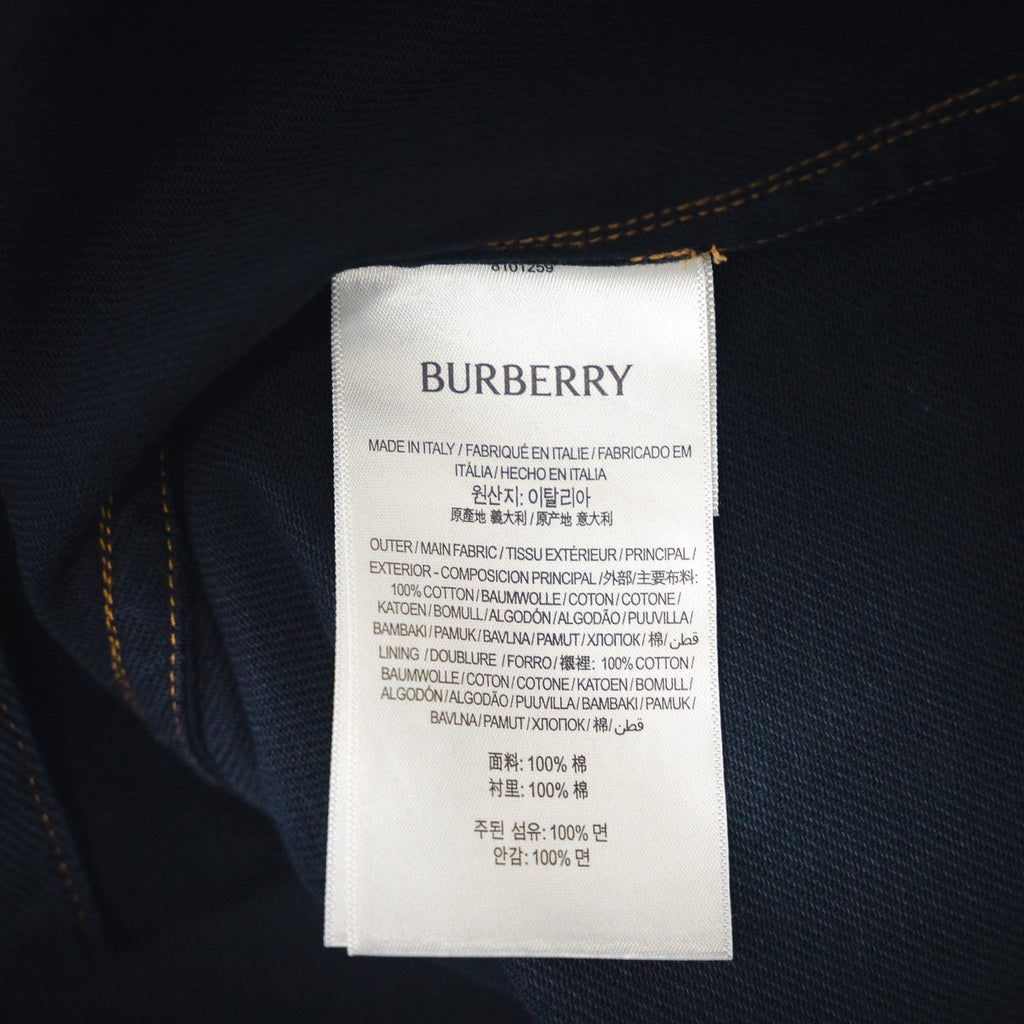 8101259
BURBERRY
MADE IN ITALY / FABRIQUÉ EN ITALIE / FABRICADO EM
ITÁLIA / HECHO EN ITALIA
원산지: 이탈리아
原產地 義大利 / 原产地 意大利
OUTER / MAIN FABRIC / TISSU EXTÉRIEUR / PRINCIPAL /
EXTERIOR - COMPOSICION PRINCIPAL /外部/主要布料:
100% COTTON / BAUMWOLLE / COTON / COTONE /
KATOEN / BOMULL / ALGODÓN / ALGODÃO / PUUVILLA /
BAMBAKI / PAMUK / BAVLNA / PAMUT / ХЛОПОК / 棉/ قطن
LINING / DOUBLURE / FORRO / 襯裡: 100% COTTON /
BAUMWOLLE / COTON / COTONE / KATOEN / BOMULL /
ALGODÓN / ALGODÃO / PUUVILLA / BAMBAKI / PAMUK /
BAVLNA / PAMUT / ХЛОПОК / 棉/ قطن
面料: 100% 棉
衬里: 100% 棉
주된 섬유: 100% 면
안감: 100% 면